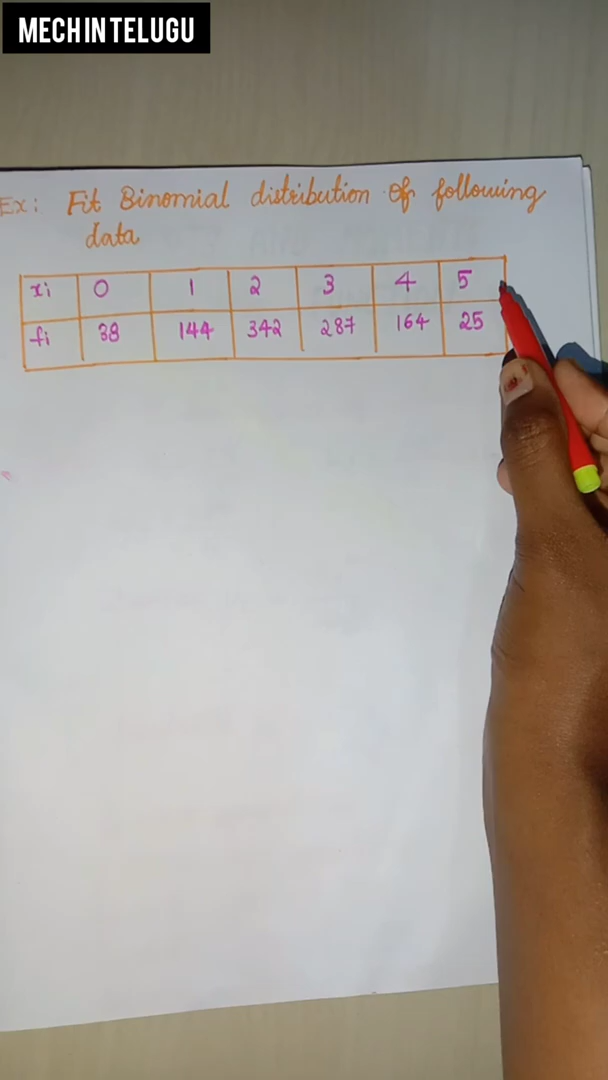 MECH IN TELUGU
Ex: Fit Binomial distribution of following
data
xi 0 1 2 3 4 5
fi 38 144 342 287 164 25